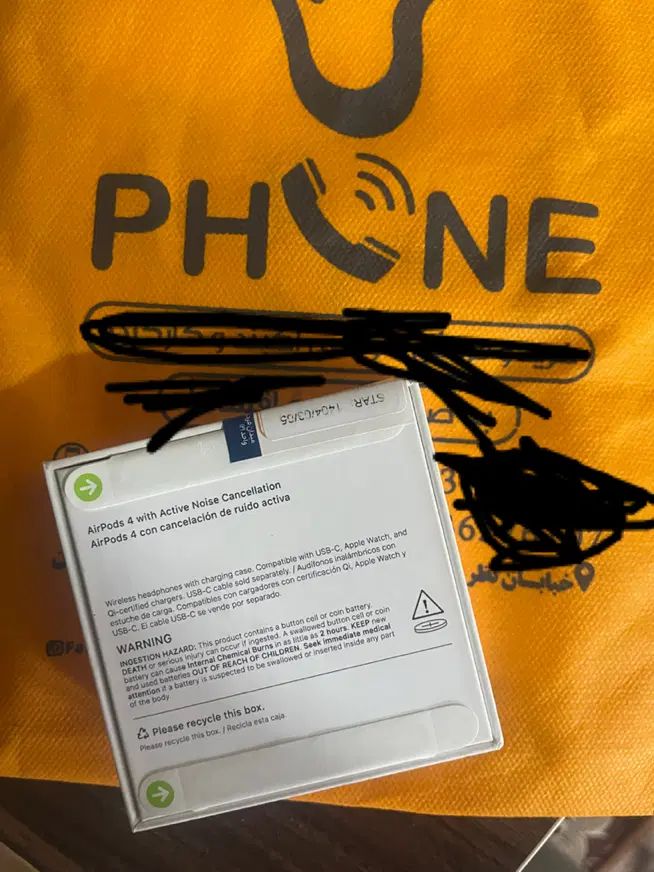 PHONE
STAR: 1404/03/05
AirPods 4 with Active Noise Cancellation
AirPods 4 con cancelación de ruido activa
Wireless headphones with charging case. Compatible with USB-C, Apple Watch, and
Qi-certified chargers. USB-C cable sold separately. / Audífonos inalámbricos con
estuche de carga. Compatibles con cargadores con certificación Qi, Apple Watch y
USB-C. El cable USB-C se vende por separado.
WARNING
INGESTION HAZARD: This product contains a button cell or coin battery.
DEATH or serious injury can occur if ingested. A swallowed button cell or coin
battery can cause Internal Chemical Burns in as little as 2 hours. KEEP new
and used batteries OUT OF REACH OF CHILDREN. Seek immediate medical
attention if a battery is suspected to be swallowed or inserted inside any part
of the body.
Please recycle this box.
Please recycle this box. / Recicla esta caja.
خیابان